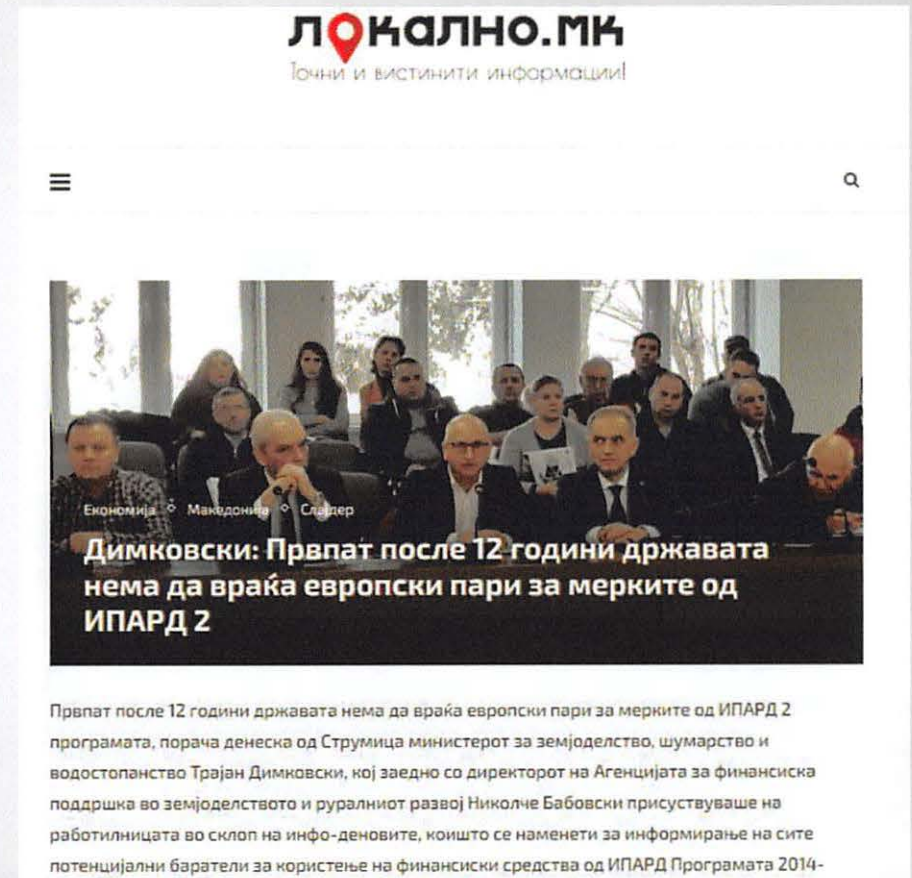 локално.мк
Точни и вистинити информации!
Економија Македонија Слајдер
Димковски: Првпат после 12 години државата
нема да враќа европски пари за мерките од
ИПАРД 2
Првпат после 12 години државата нема да враќа европски пари за мерките од ИПАРД 2
програмата, порача денеска од Струмица министерот за земјоделство, шумарство и
водостопанство Трајан Димковски, кој заедно со директорот на Агенцијата за финансиска
поддршка во земјоделството и руралниот развој Николче Бабовски присуствуваше на
работилницата во склоп на инфо-деновите, коишто се наменети за информирање на сите
потенцијални баратели за користење на финансиски средства од ИПАРД Програмата 2014-